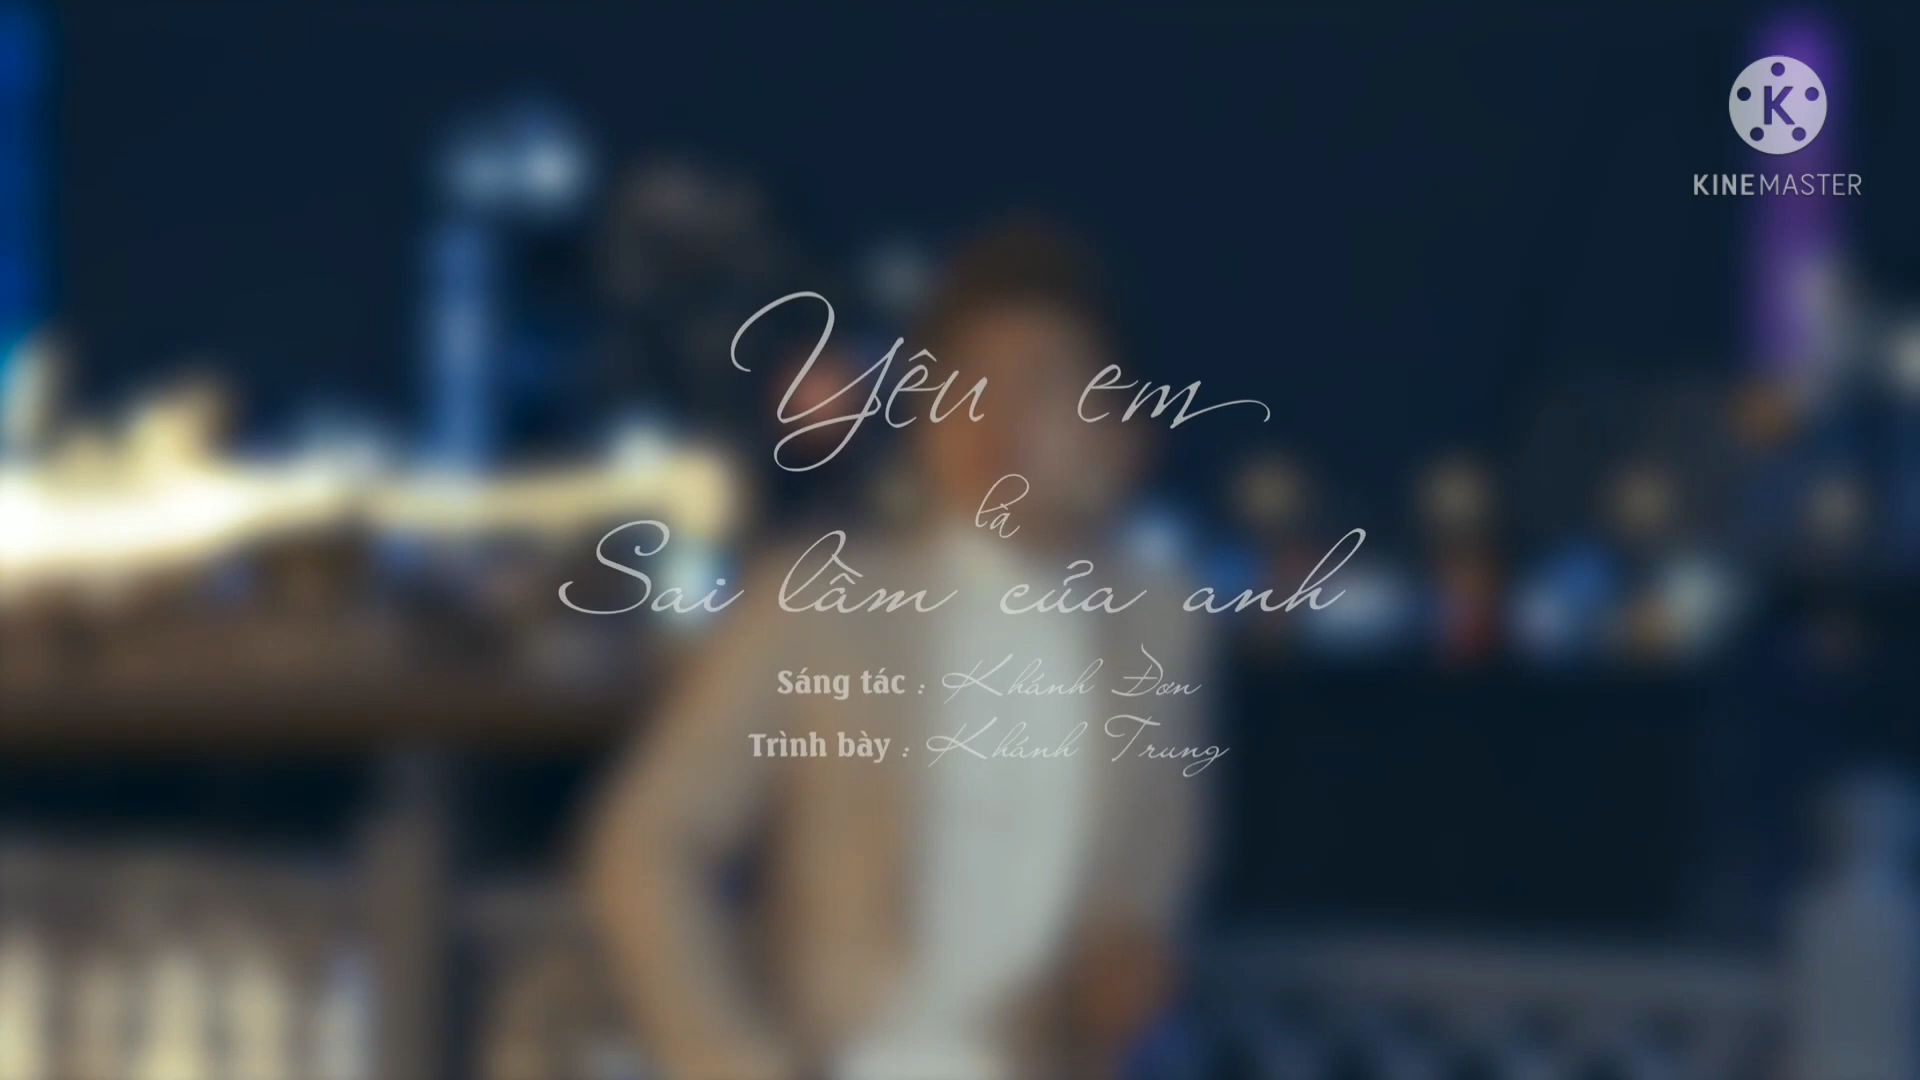 KINEMASTER
Yêu em
là
Sai lầm của anh
Sáng tác : Khánh Đơn
Trình bày : Khánh Trung